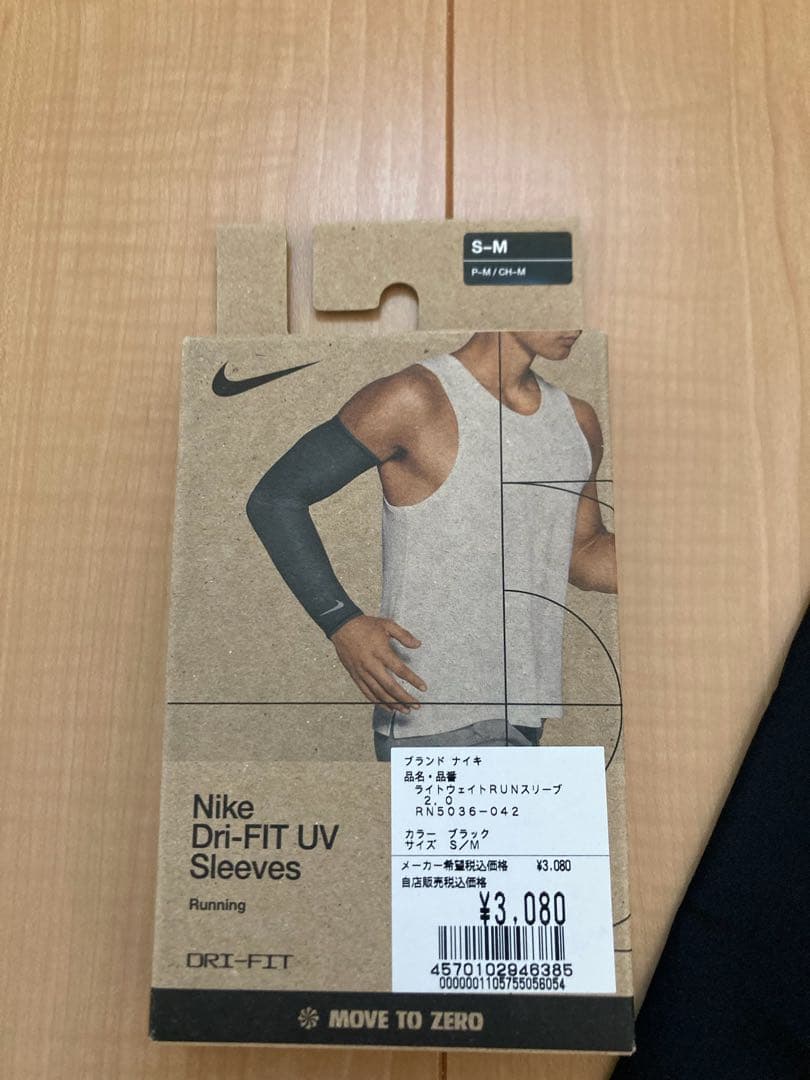 S-M
P-M / CH-M
Nike
Dri-FIT UV
Sleeves
Running
DRI-FIT
ブランド ナイキ
品名・品番
ライトウェイトRUNスリーブ
2.0
RN5036-042
カラー ブラック
サイズ S/M
メーカー希望税込価格 ¥3,080
自店販売税込価格
¥3,080
4570102946385
0000001105755056054
MOVE TO ZERO